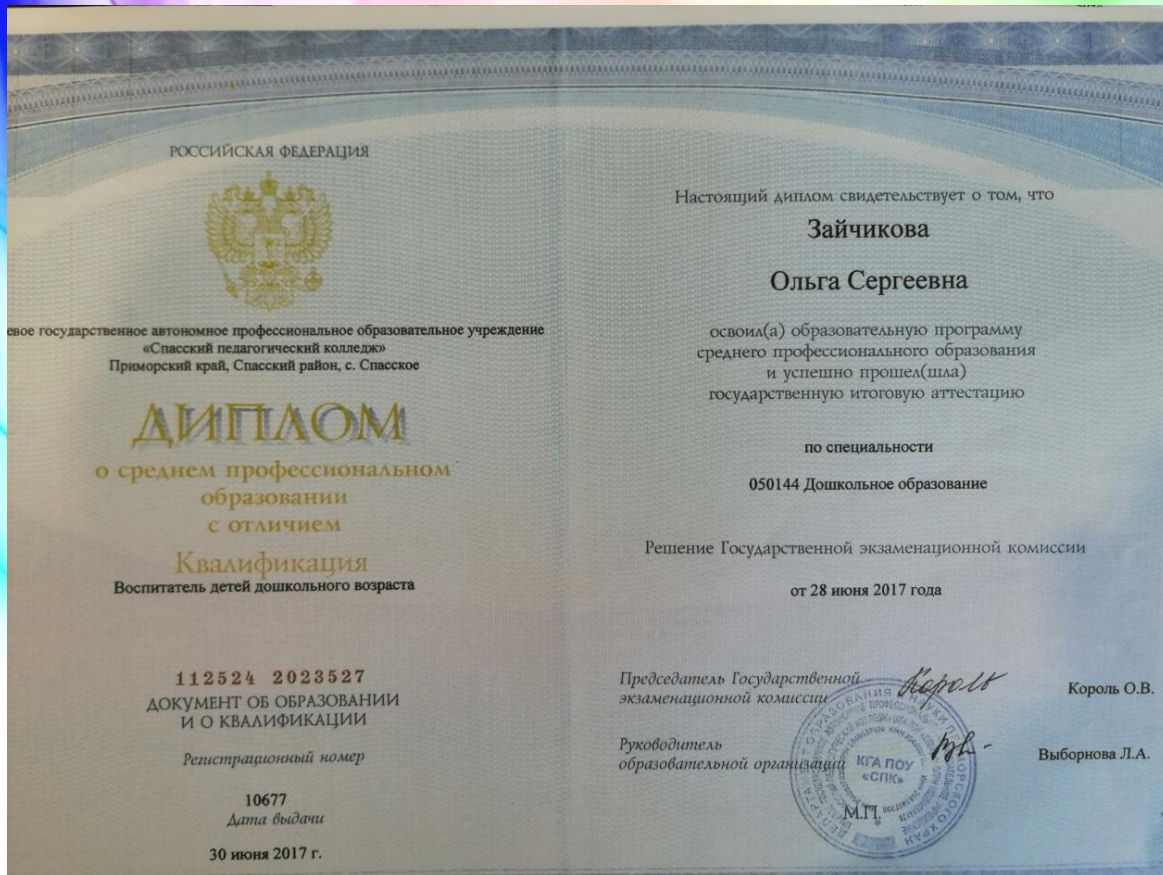 РОССИЙСКАЯ ФЕДЕРАЦИЯ
евое государственное автономное профессиональное образовательное учреждение
«Спасский педагогический колледж»
Приморский край, Спасский район, с. Спасское
ДИПЛОМ
о среднем профессиональном
образовании
с отличием
Квалификация
Воспитатель детей дошкольного возраста
112524 2023527
ДОКУМЕНТ ОБ ОБРАЗОВАНИИ
И О КВАЛИФИКАЦИИ
Регистрационный номер
10677
Дата выдачи
30 июня 2017 г.
Настоящий диплом свидетельствует о том, что
Зайчикова
Ольга Сергеевна
освоил(а) образовательную программу
среднего профессионального образования
и успешно прошел(шла)
государственную итоговую аттестацию
по специальности
050144 Дошкольное образование
Решение Государственной экзаменационной комиссии
от 28 июня 2017 года
Председатель Государственной
экзаменационной комиссии
Король
Король О.В.
Руководитель
образовательной организации
Выборнова Л.А.
КГА ПОУ
«СПК»
М.П.